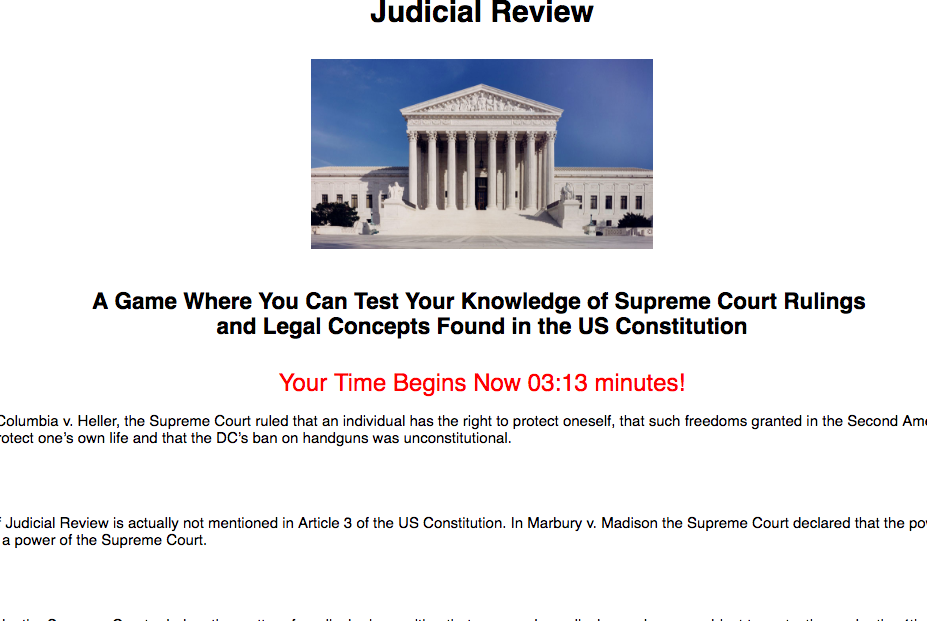 Judicial Review
A Game Where You Can Test Your Knowledge of Supreme Court Rulings
and Legal Concepts Found in the US Constitution
Your Time Begins Now 03:13 minutes!
Columbia v. Heller, the Supreme Court ruled that an individual has the right to protect oneself, that such freedoms granted in the Second
one's own life and that the DC's ban on handguns was unconstitutional.
Judicial Review is actually not mentioned in Article 3 of the US Constitution. In Marbury v. Madison the Supreme Court declared that the
a power of the Supreme Court.